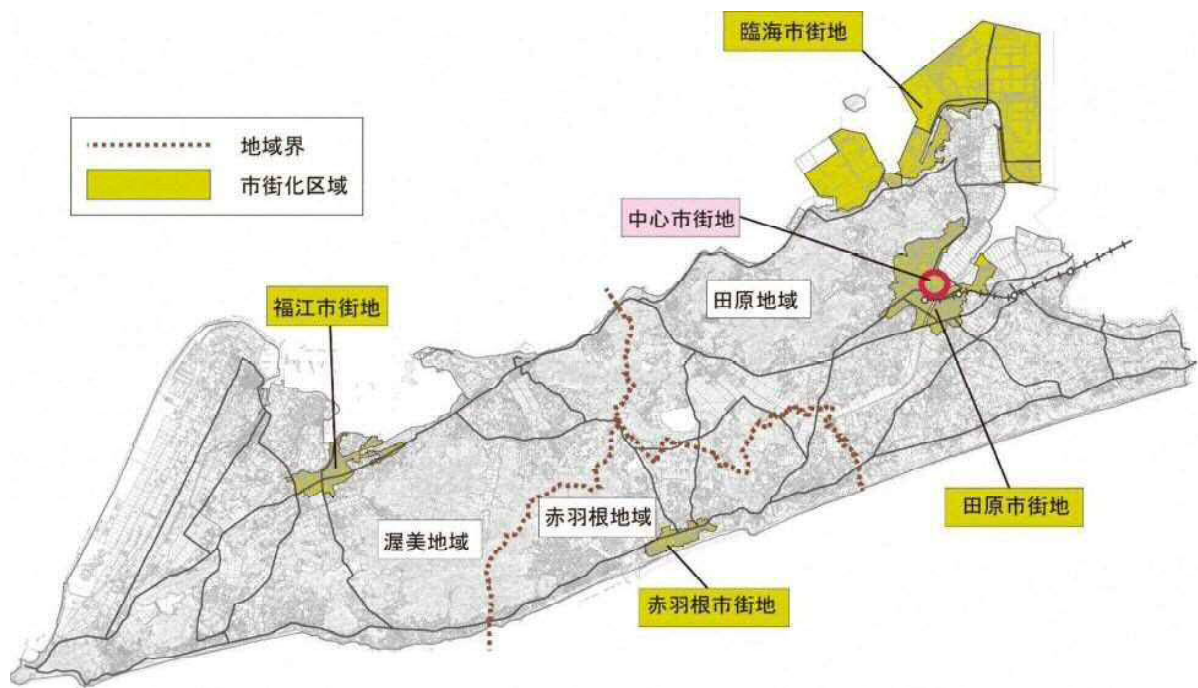 臨海市街地
地域界
市街化区域
中心市街地
田原地域
福江市街地
田原市街地
赤羽根地域
渥美地域
赤羽根市街地